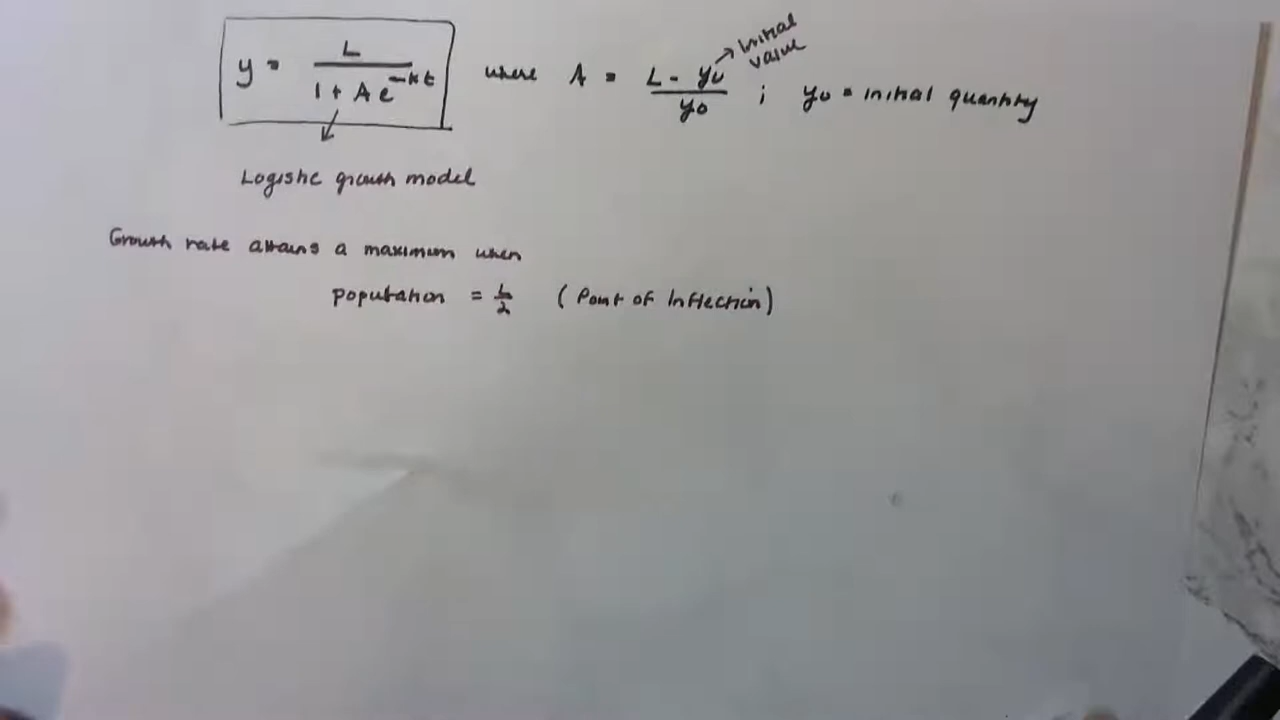 y = L / (1 + A e^{-kt}) where A = (L - y0) / y0 ; y0 = initial quantity
Initial value
Logistic growth model
Growth rate attains a maximum when
population = L/2 (Point of Inflection)